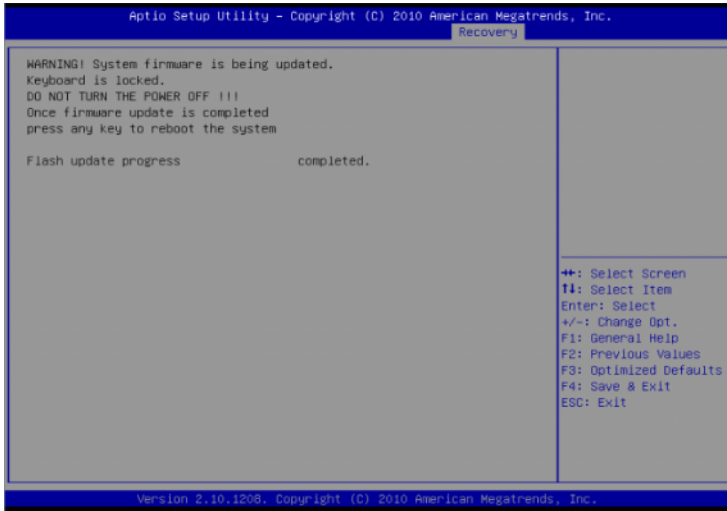 Aptio Setup Utility – Copyright (C) 2010 American Megatrends, Inc.
Recovery
WARNING! System firmware is being updated.
Keyboard is locked.
DO NOT TURN THE POWER OFF !!!
Once firmware update is completed
press any key to reboot the system
Flash update progress completed.
→←: Select Screen
↑↓: Select Item
Enter: Select
+/-: Change Opt.
F1: General Help
F2: Previous Values
F3: Optimized Defaults
F4: Save & Exit
ESC: Exit
Version 2.10.1208. Copyright (C) 2010 American Megatrends, Inc.